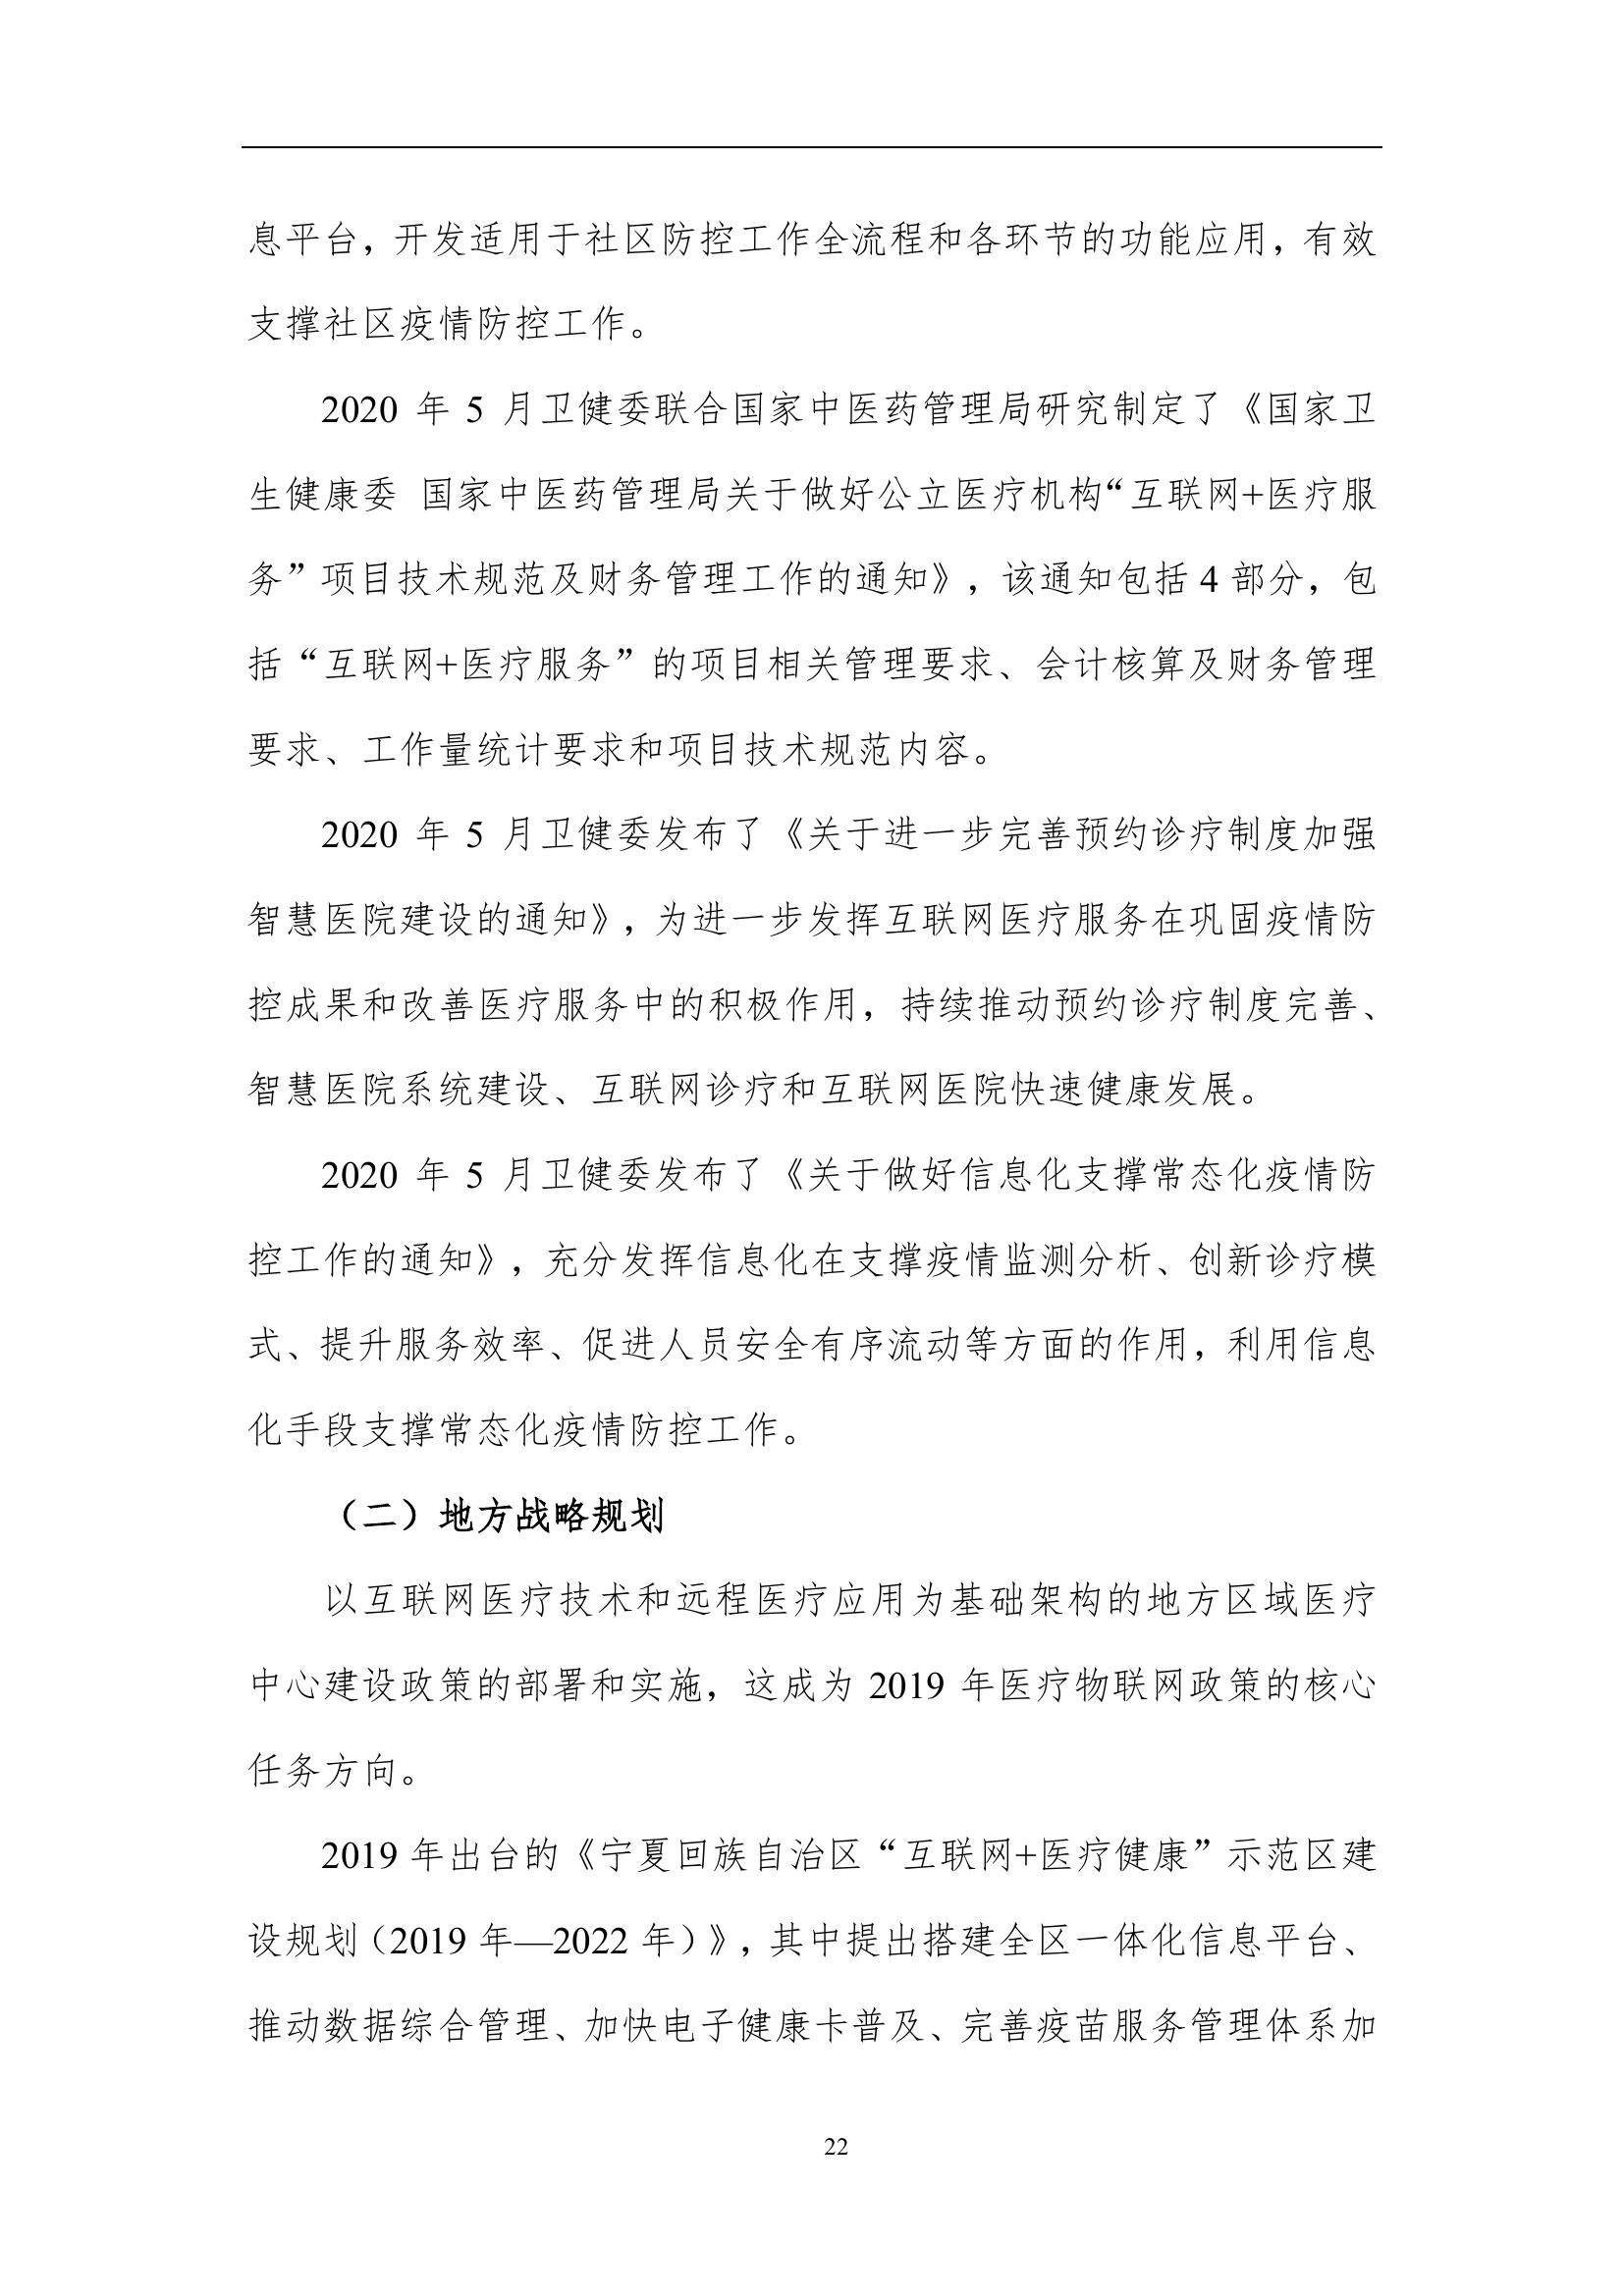 息平台，开发适用于社区防控工作全流程和各环节的功能应用，有效
支撑社区疫情防控工作。
2020 年 5 月卫健委联合国家中医药管理局研究制定了《国家卫
生健康委 国家中医药管理局关于做好公立医疗机构“互联网+医疗服
务”项目技术规范及财务管理工作的通知》，该通知包括 4 部分，包
括“互联网+医疗服务”的项目相关管理要求、会计核算及财务管理
要求、工作量统计要求和项目技术规范内容。
2020 年 5 月卫健委发布了《关于进一步完善预约诊疗制度加强
智慧医院建设的通知》，为进一步发挥互联网医疗服务在巩固疫情防
控成果和改善医疗服务中的积极作用，持续推动预约诊疗制度完善、
智慧医院系统建设、互联网诊疗和互联网医院快速健康发展。
2020 年 5 月卫健委发布了《关于做好信息化支撑常态化疫情防
控工作的通知》，充分发挥信息化在支撑疫情监测分析、创新诊疗模
式、提升服务效率、促进人员安全有序流动等方面的作用，利用信息
化手段支撑常态化疫情防控工作。
（二）地方战略规划
以互联网医疗技术和远程医疗应用为基础架构的地方区域医疗
中心建设政策的部署和实施，这成为 2019 年医疗物联网政策的核心
任务方向。
2019 年出台的《宁夏回族自治区“互联网+医疗健康”示范区建
设规划（2019 年—2022 年）》，其中提出搭建全区一体化信息平台、
推动数据综合管理、加快电子健康卡普及、完善疫苗服务管理体系加
22